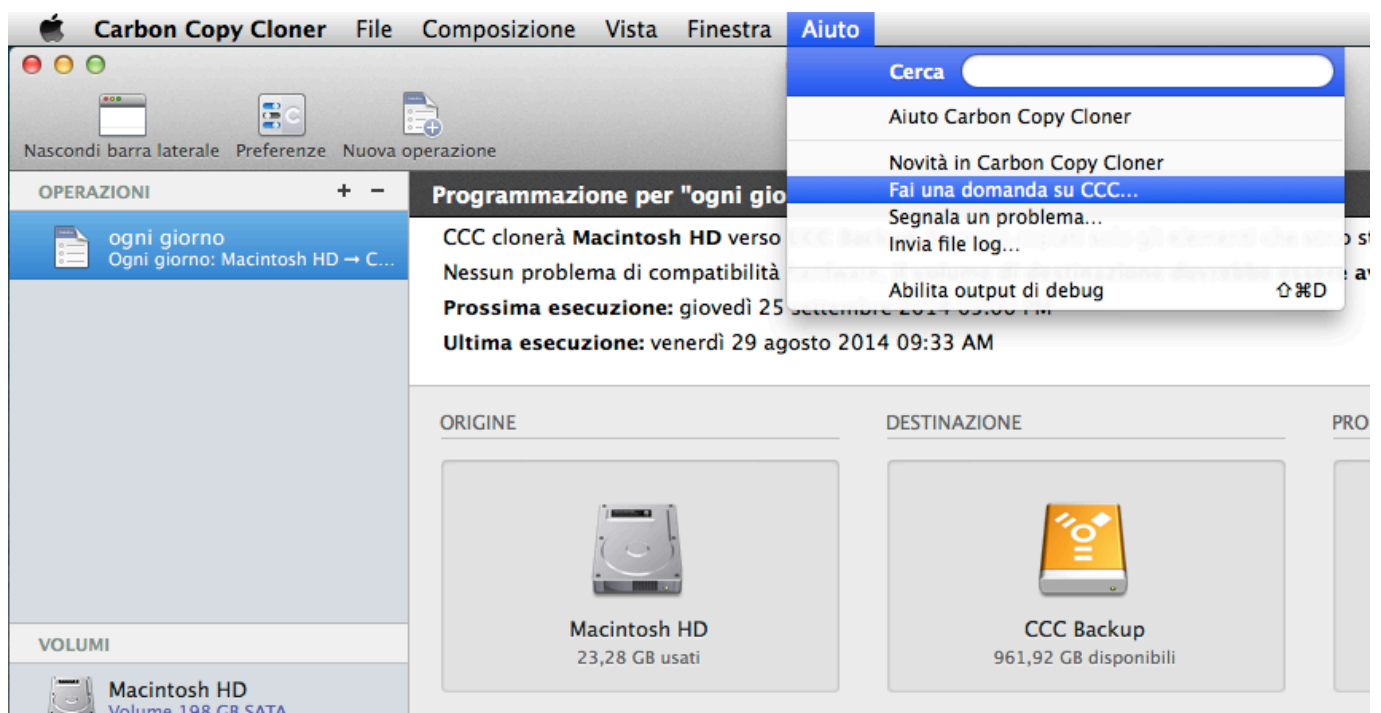 Carbon Copy Cloner File Composizione Vista Finestra Aiuto
Cerca
Aiuto Carbon Copy Cloner
Novità in Carbon Copy Cloner
Fai una domanda su CCC...
Segnala un problema...
Invia file log...
Abilita output di debug ⇧⌘D
Nascondi barra laterale Preferenze Nuova operazione
OPERAZIONI + −
ogni giorno
Ogni giorno: Macintosh HD → C...
Programmazione per "ogni gio
CCC clonerà Macintosh HD verso
Nessun problema di compatibilità
Prossima esecuzione: giovedì 25
Ultima esecuzione: venerdì 29 agosto 2014 09:33 AM
ORIGINE DESTINAZIONE PRO
Macintosh HD
23,28 GB usati
CCC Backup
961,92 GB disponibili
VOLUMI
Macintosh HD
Volume 198 GB SATA